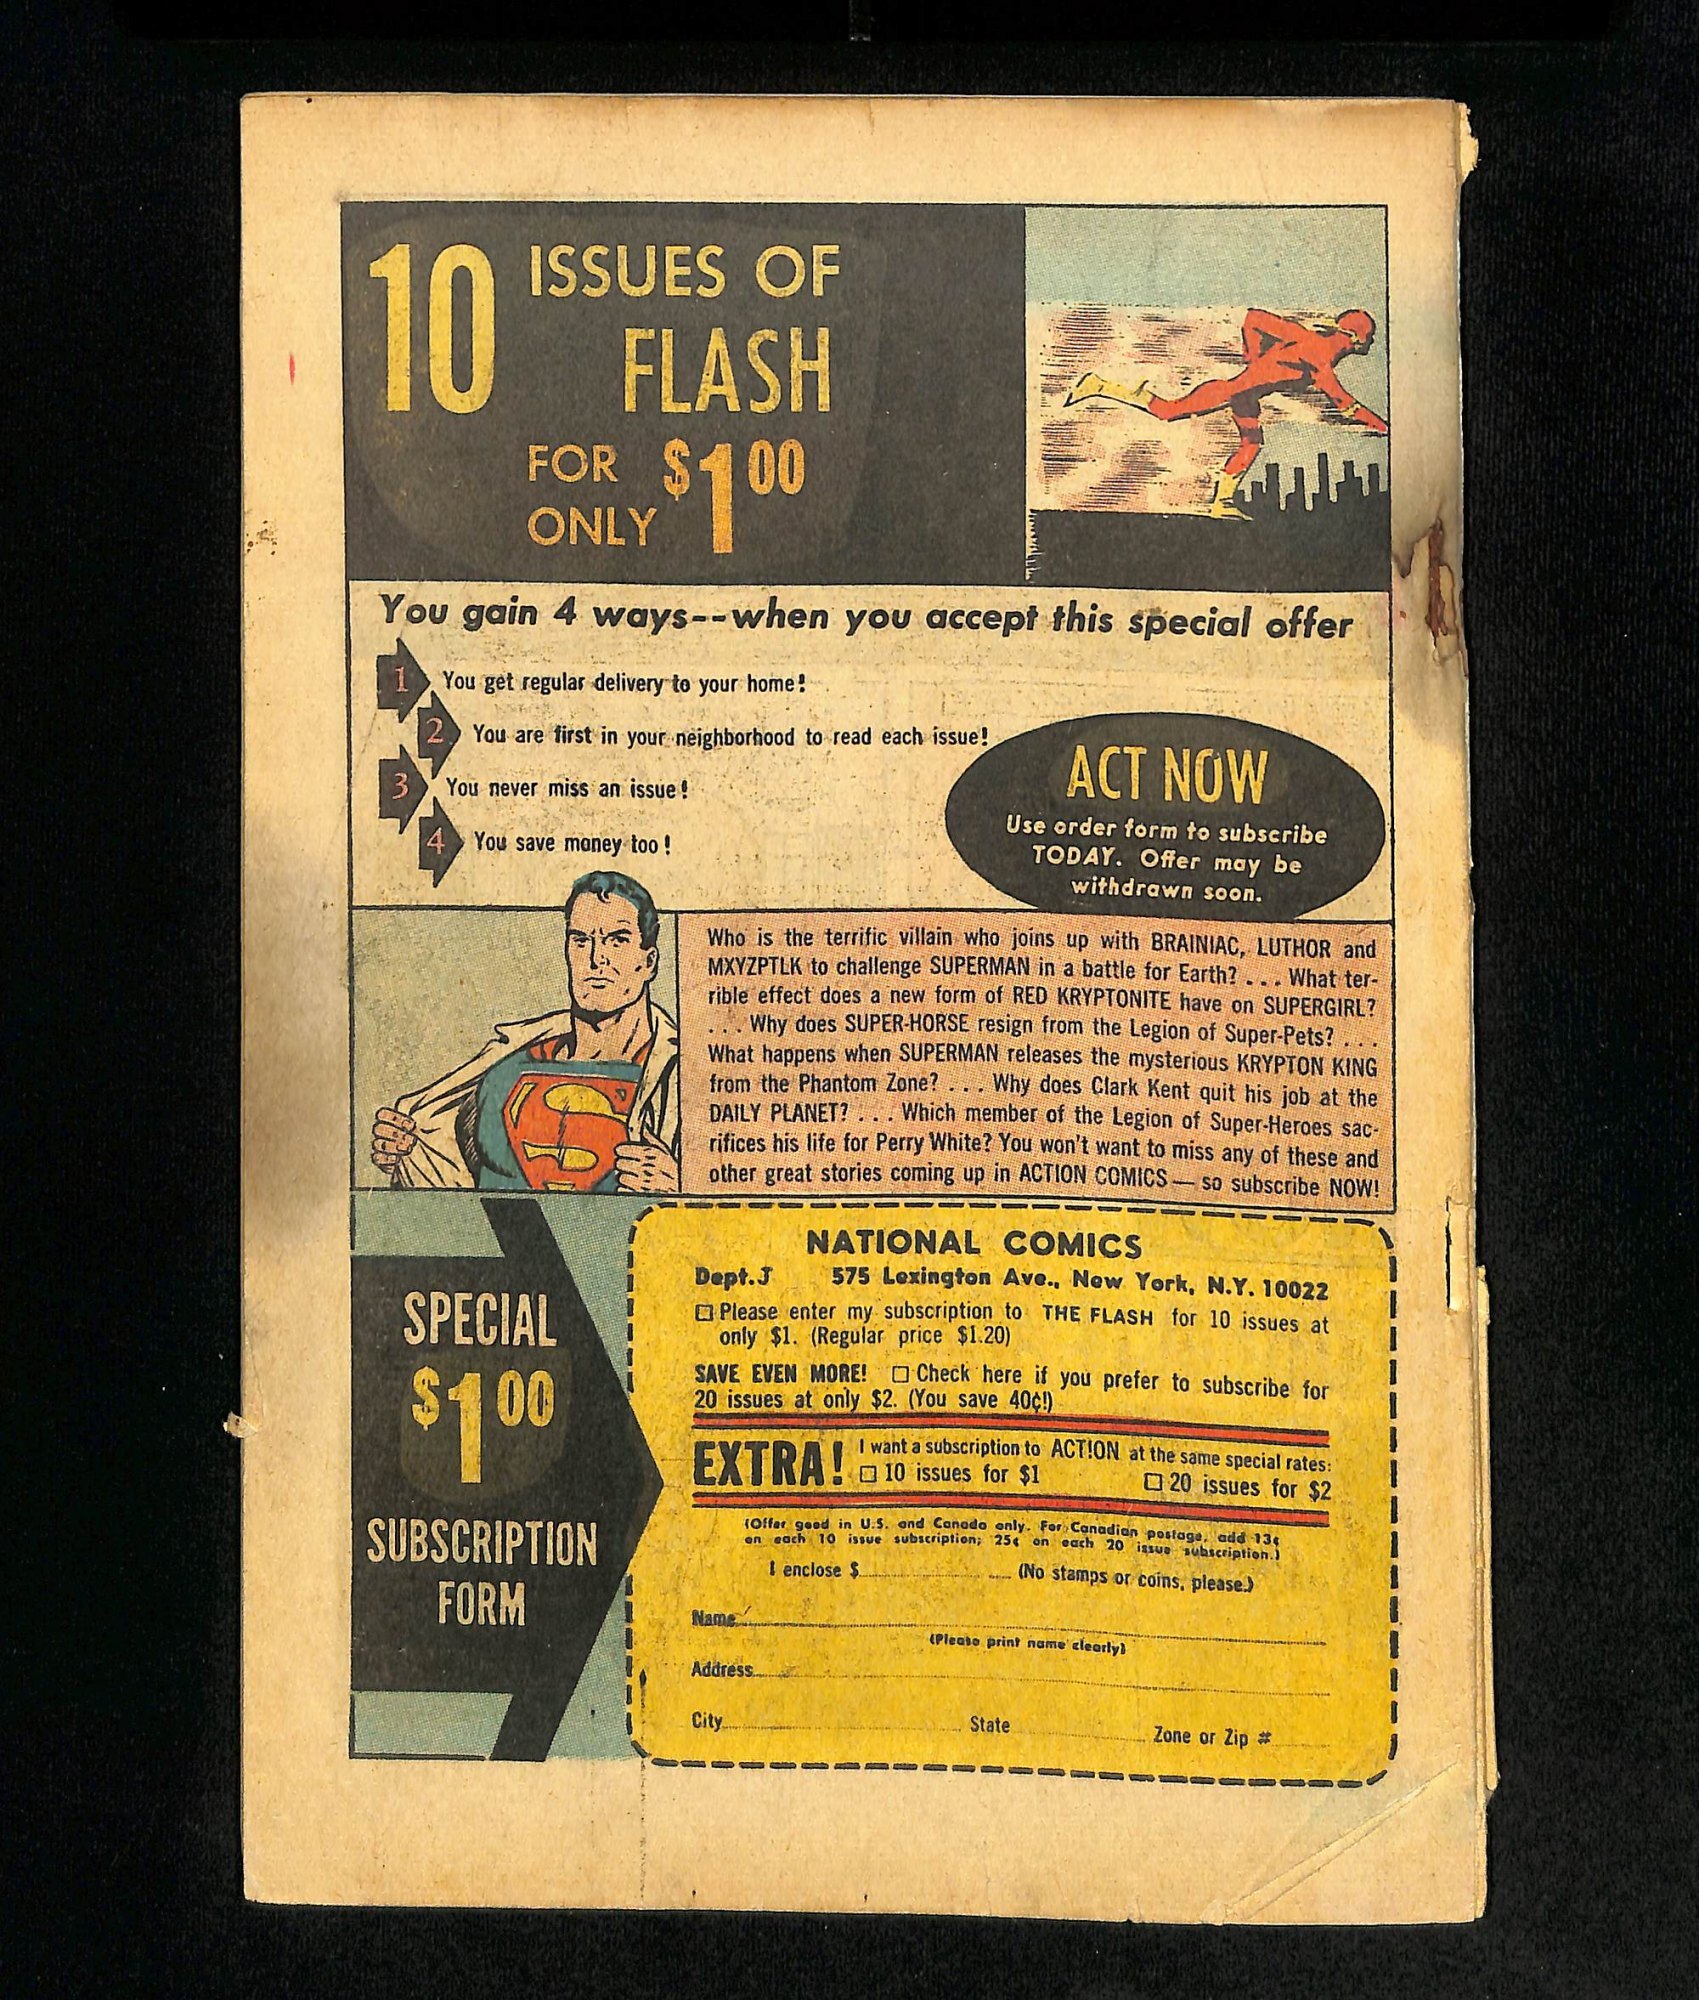 10 ISSUES OF
FLASH
FOR ONLY $1.00
You gain 4 ways--when you accept this special offer
1 You get regular delivery to your home!
2 You are first in your neighborhood to read each issue!
3 You never miss an issue!
4 You save money too!
ACT NOW
Use order form to subscribe
TODAY. Offer may be
withdrawn soon.
Who is the terrific villain who joins up with BRAINIAC, LUTHOR and
MXYZPTLK to challenge SUPERMAN in a battle for Earth? . . . What ter-
rible effect does a new form of RED KRYPTONITE have on SUPERGIRL?
. . . Why does SUPER-HORSE resign from the Legion of Super-Pets? . . .
What happens when SUPERMAN releases the mysterious KRYPTON KING
from the Phantom Zone? . . . Why does Clark Kent quit his job at the
DAILY PLANET? . . . Which member of the Legion of Super-Heroes sac-
rifices his life for Perry White? You won't want to miss any of these and
other great stories coming up in ACTION COMICS — so subscribe NOW!
SPECIAL
$1.00
SUBSCRIPTION
FORM
NATIONAL COMICS
Dept. J 575 Lexington Ave., New York, N.Y. 10022
Please enter my subscription to THE FLASH for 10 issues at
only $1. (Regular price $1.20)
SAVE EVEN MORE! Check here if you prefer to subscribe for
20 issues at only $2. (You save 40¢!)
EXTRA! I want a subscription to ACTION at the same special rates:
10 issues for $1 20 issues for $2
(Offer good in U.S. and Canada only. For Canadian postage, add 13¢
on each 10 issue subscription; 25¢ on each 20 issue subscription.)
I enclose $ (No stamps or coins, please.)
Name
(Please print name clearly)
Address
City State Zone or Zip #